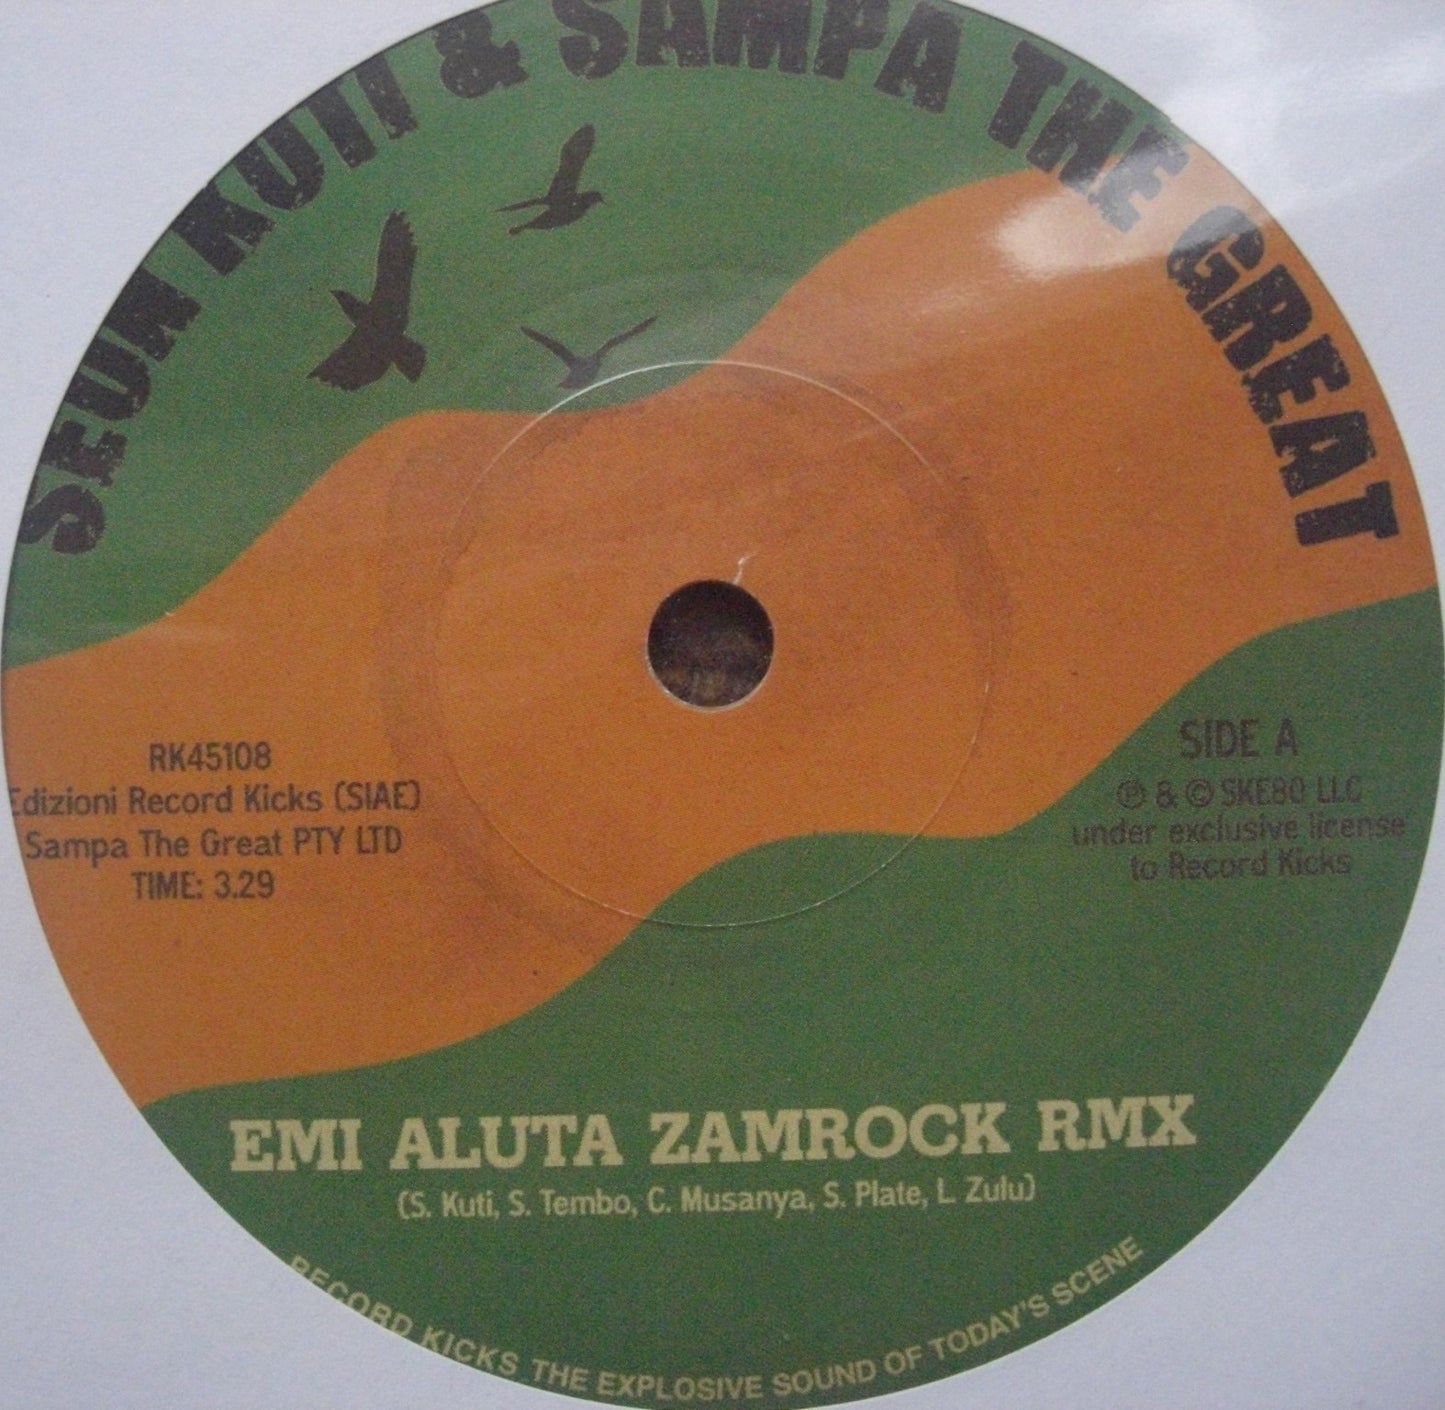 SEUN KUTI & SAMPA THE GREAT
RK45108
Edizioni Record Kicks (SIAE)
Sampa The Great PTY LTD
TIME: 3.29
SIDE A
℗ & © SKE80 LLC
under exclusive license
to Record Kicks
EMI ALUTA ZAMROCK RMX
(S. Kuti, S. Tembo, C. Musanya, S. Plate, L. Zulu)
RECORD KICKS THE EXPLOSIVE SOUND OF TODAY'S SCENE